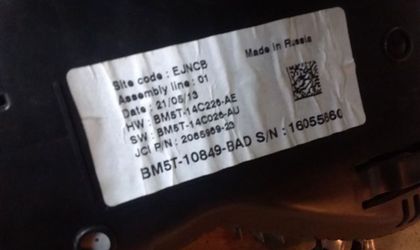 Site code : EJNCB
Made in Russia
Assembly line : 01
Date : 21/05/13
HW : BM5T-14C226-AE
SW : BM5T-14C026-AU
JCI P/N : 2085989-23
BM5T-10849-BAD S/N : 16055860